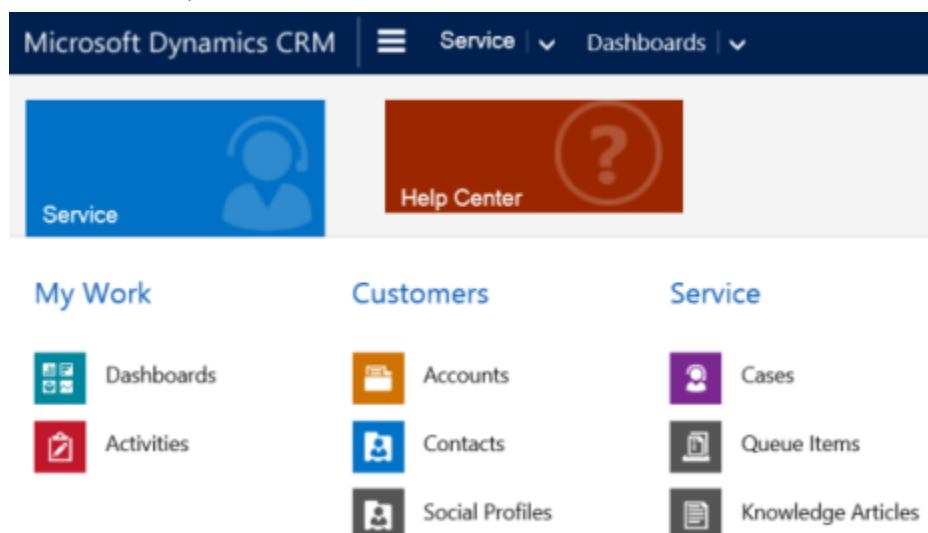 Microsoft Dynamics CRM Service Dashboards
Service
Help Center ?
My Work
Dashboards
Activities
Customers
Accounts
Contacts
Social Profiles
Service
Cases
Queue Items
Knowledge Articles